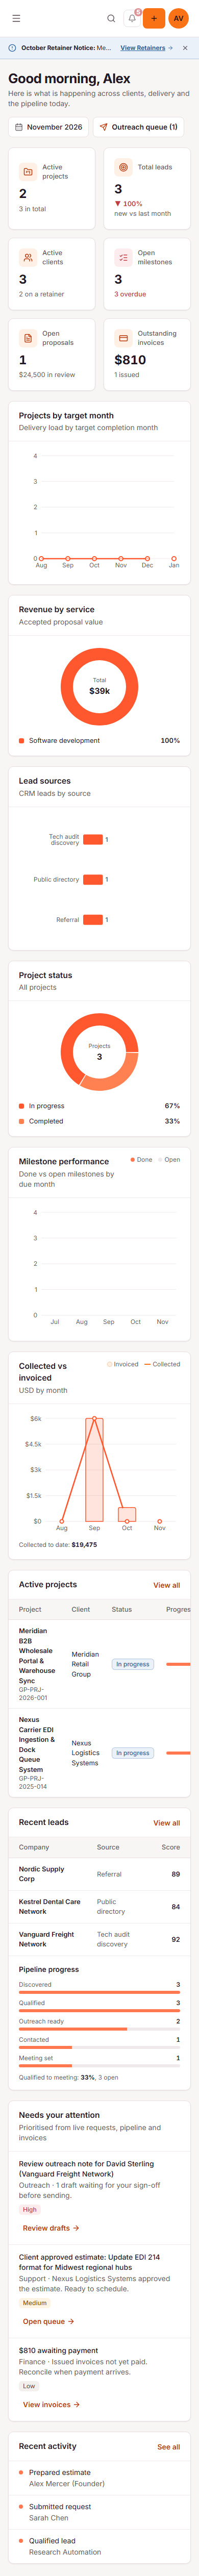 5
+
AV
October Retainer Notice: Me... View Retainers → ×
Good morning, Alex
Here is what is happening across clients, delivery and
the pipeline today.
November 2026
Outreach queue (1)
Active
projects
2
3 in total
Total leads
3
▼ 100%
new vs last month
Active
clients
3
2 on a retainer
Open
milestones
3
3 overdue
Open
proposals
1
$24,500 in review
Outstanding
invoices
$810
1 issued
Projects by target month
Delivery load by target completion month
4
3
2
1
0
Aug Sep Oct Nov Dec Jan
Revenue by service
Accepted proposal value
Total
$39k
Software development 100%
Lead sources
CRM leads by source
Tech audit
discovery
1
Public directory 1
Referral 1
Project status
All projects
Projects
3
In progress 67%
Completed 33%
Milestone performance
Done Open
Done vs open milestones by
due month
4
3
2
1
0
Jul Aug Sep Oct Nov
Collected vs
invoiced
Invoiced Collected
USD by month
$6k
$4.5k
$3k
$1.5k
$0
Aug Sep Oct Nov
Collected to date: $19,475
Active projects View all
Project Client Status Progres
Meridian
B2B
Wholesale
Portal &
Warehouse
Sync
GP-PRJ-
2026-001
Meridian
Retail
Group
In progress
Nexus
Carrier EDI
Ingestion &
Dock
Queue
System
GP-PRJ-
2025-014
Nexus
Logistics
Systems
In progress
Recent leads View all
Company Source Score
Nordic Supply
Corp
Referral 89
Kestrel Dental Care
Network
Public
directory
84
Vanguard Freight
Network
Tech audit
discovery
92
Pipeline progress
Discovered 3
Qualified 3
Outreach ready 2
Contacted 1
Meeting set 1
Qualified to meeting: 33%, 3 open
Needs your attention
Prioritised from live requests, pipeline and
invoices
Review outreach note for David Sterling
(Vanguard Freight Network)
Outreach · 1 draft waiting for your sign-off
before sending.
High
Review drafts →
Client approved estimate: Update EDI 214
format for Midwest regional hubs
Support · Nexus Logistics Systems approved
the estimate. Ready to schedule.
Medium
Open queue →
$810 awaiting payment
Finance · Issued invoices not yet paid.
Reconcile when payment arrives.
Low
View invoices →
Recent activity See all
Prepared estimate
Alex Mercer (Founder)
Submitted request
Sarah Chen
Qualified lead
Research Automation